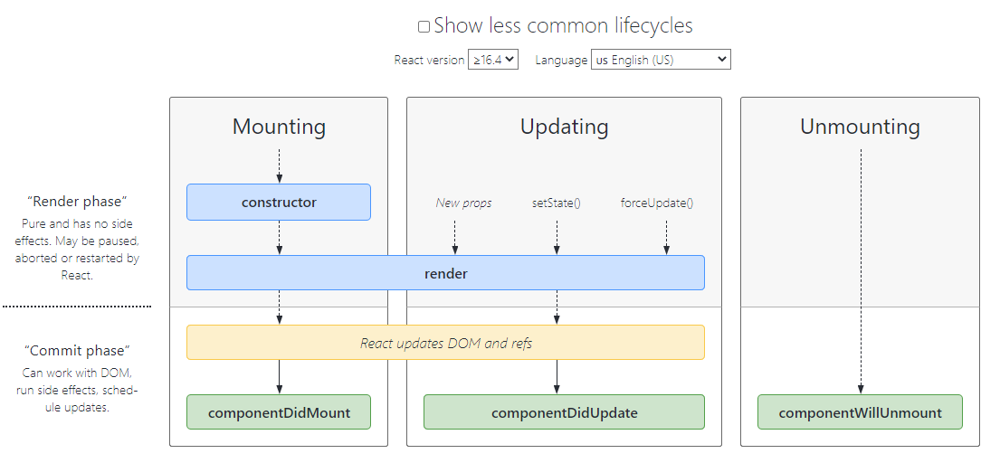 Show less common lifecycles
React version ≥16.4 Language us English (US)
Mounting
Updating
Unmounting
“Render phase”
Pure and has no side
effects. May be paused,
aborted or restarted by
React.
constructor
New props
setState()
forceUpdate()
render
“Commit phase”
Can work with DOM,
run side effects, sched-
ule updates.
React updates DOM and refs
componentDidMount
componentDidUpdate
componentWillUnmount